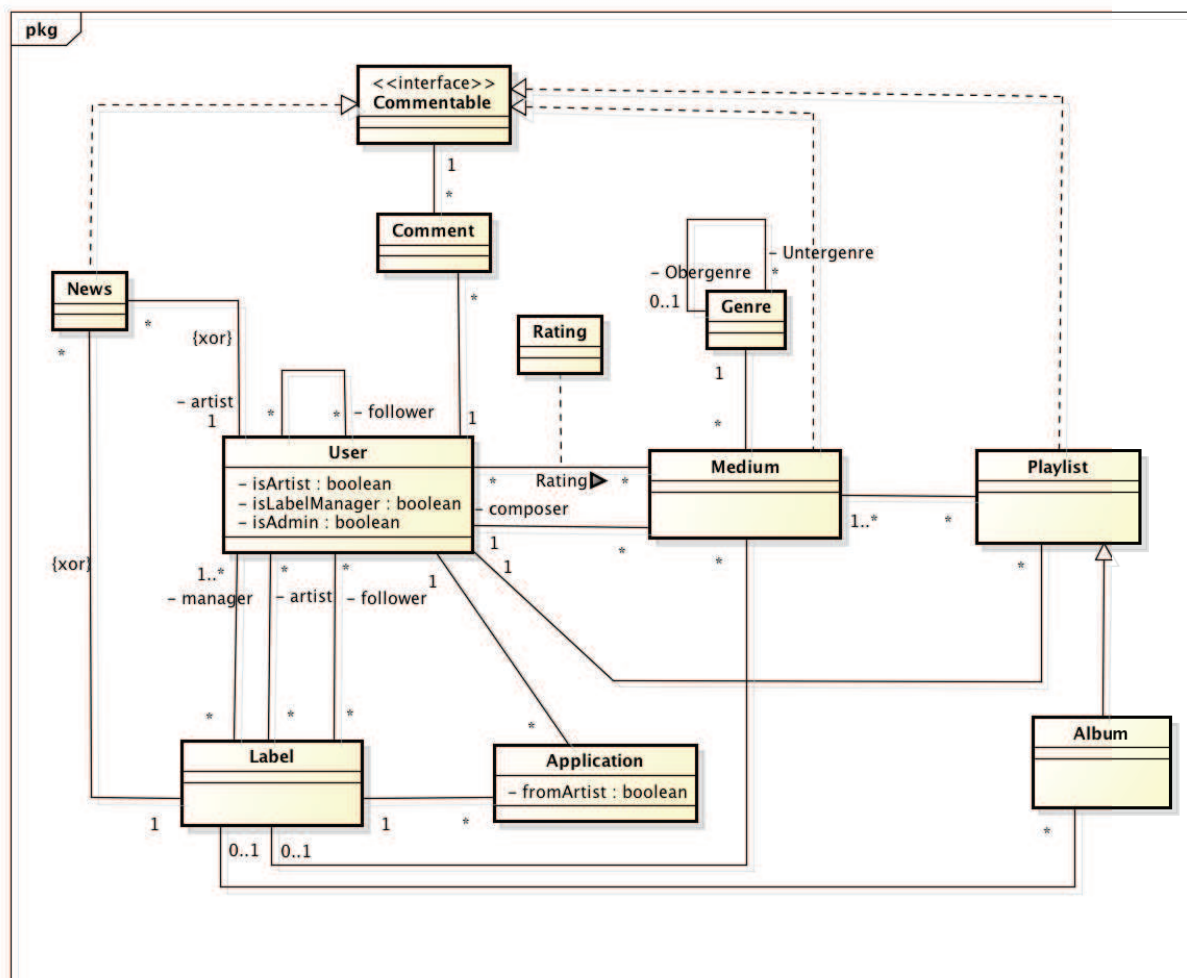 pkg
<<interface>>
Commentable
1
*
Comment
*
1
- Untergenre
- Obergenre
*
0..1
Genre
1
*
News
*
*
{xor}
- artist
1
Rating
*
*
- follower
User
- isArtist : boolean
- isLabelManager : boolean
- isAdmin : boolean
*
Rating
*
- composer
1
*
Medium
1..*
*
Playlist
{xor}
1..*
*
*
1
1
*
*
- manager
- artist
- follower
*
*
*
*
Label
Application
- fromArtist : boolean
Album
1
1
*
*
0..1
0..1